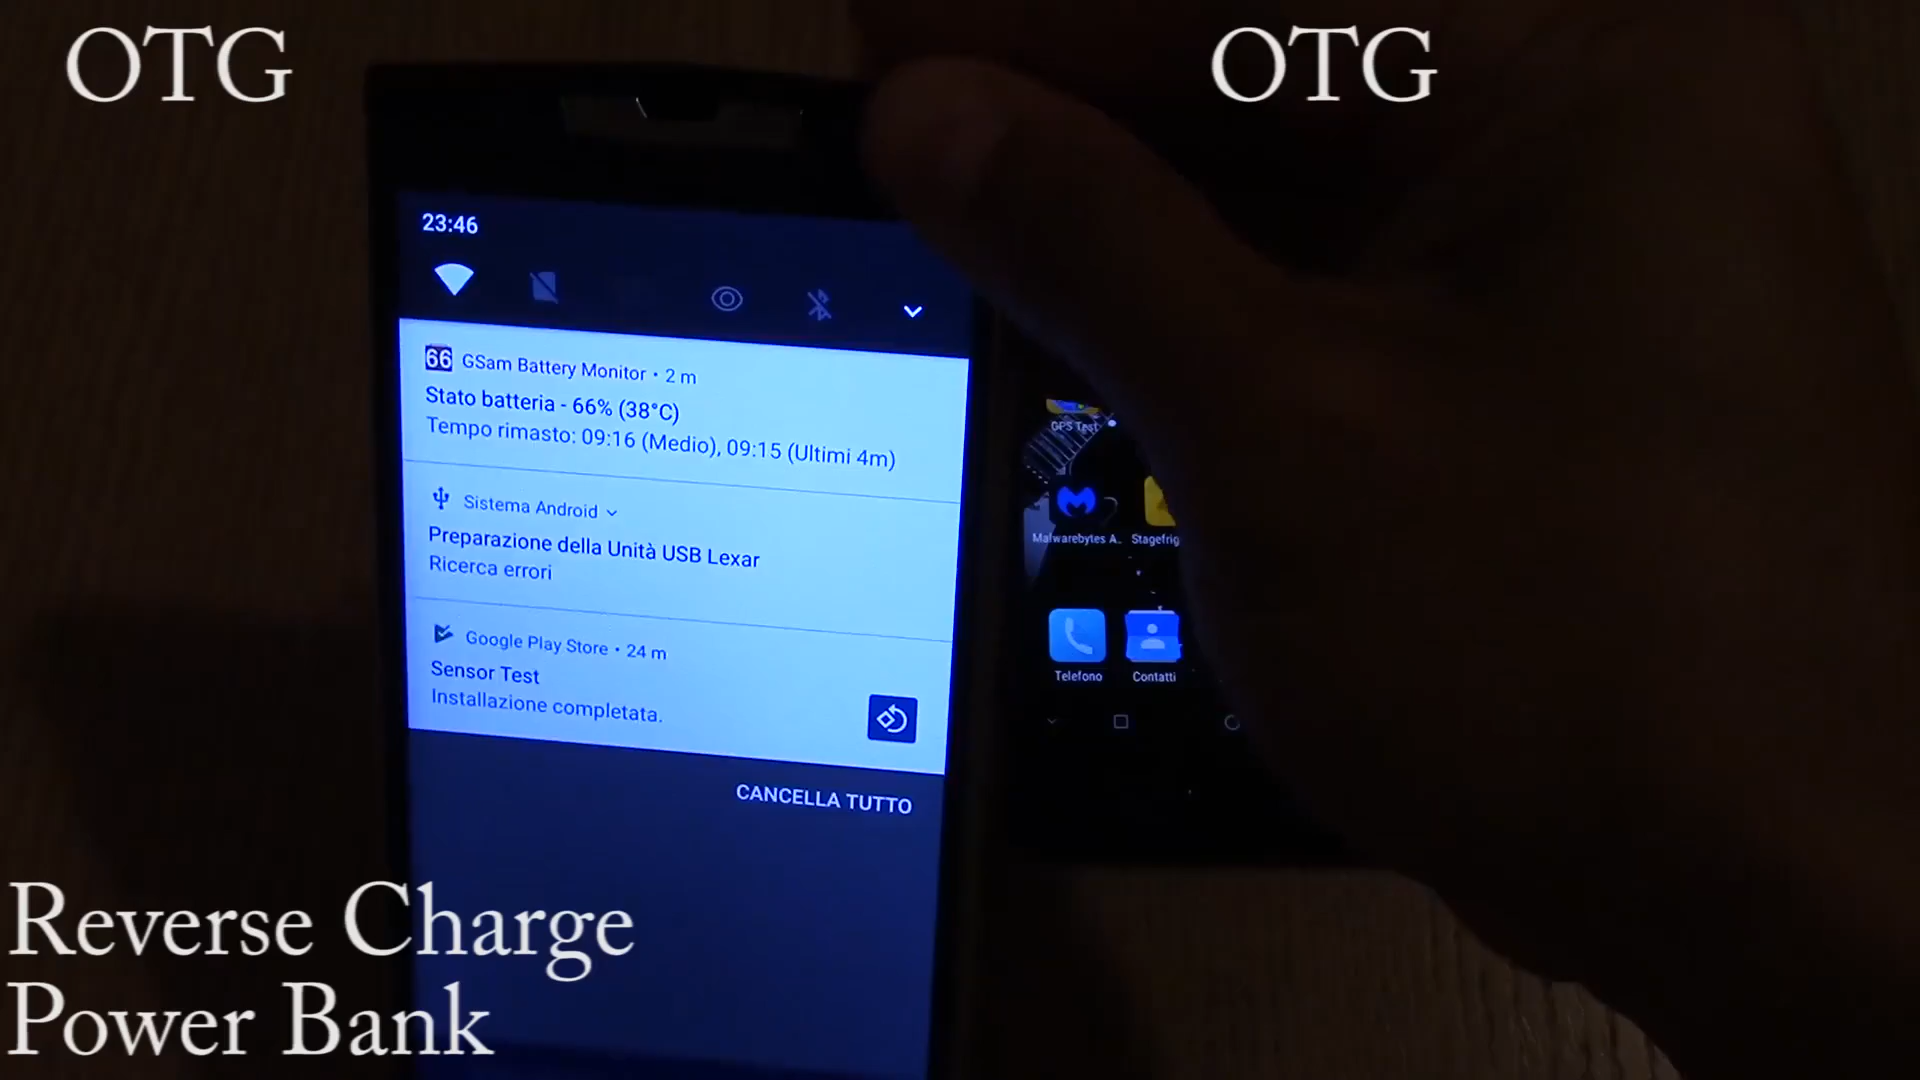 OTG
OTG
23:46
66 GSam Battery Monitor • 2 m
Stato batteria - 66% (38°C)
Tempo rimasto: 09:16 (Medio), 09:15 (Ultimi 4m)
Sistema Android
Preparazione della Unità USB Lexar
Ricerca errori
Google Play Store • 24 m
Sensor Test
Installazione completata.
CANCELLA TUTTO
GPS Test
Malwarebytes A..
Stagefrig
Telefono
Contatti
Reverse Charge
Power Bank